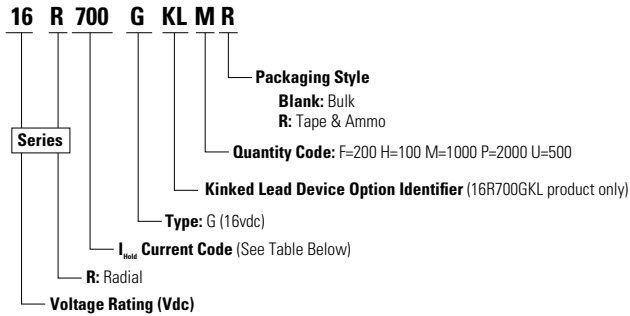 16 R 700 G KL M R
Packaging Style
Blank: Bulk
R: Tape & Ammo
Series
Quantity Code: F=200 H=100 M=1000 P=2000 U=500
Kinked Lead Device Option Identifier (16R700GKL product only)
Type: G (16vdc)
IHold Current Code (See Table Below)
R: Radial
Voltage Rating (Vdc)